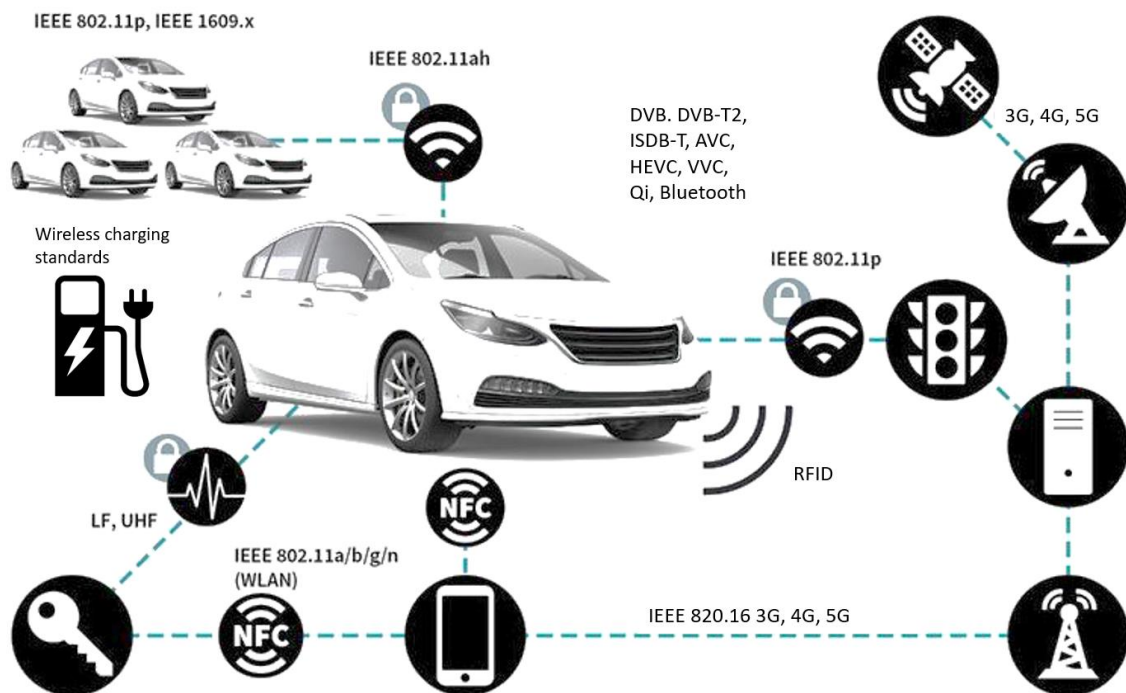 IEEE 802.11p, IEEE 1609.x
IEEE 802.11ah
DVB. DVB-T2,
ISDB-T, AVC,
HEVC, VVC,
Qi, Bluetooth
3G, 4G, 5G
Wireless charging
standards
IEEE 802.11p
RFID
LF, UHF
NFC
IEEE 802.11a/b/g/n
(WLAN)
NFC
IEEE 820.16 3G, 4G, 5G